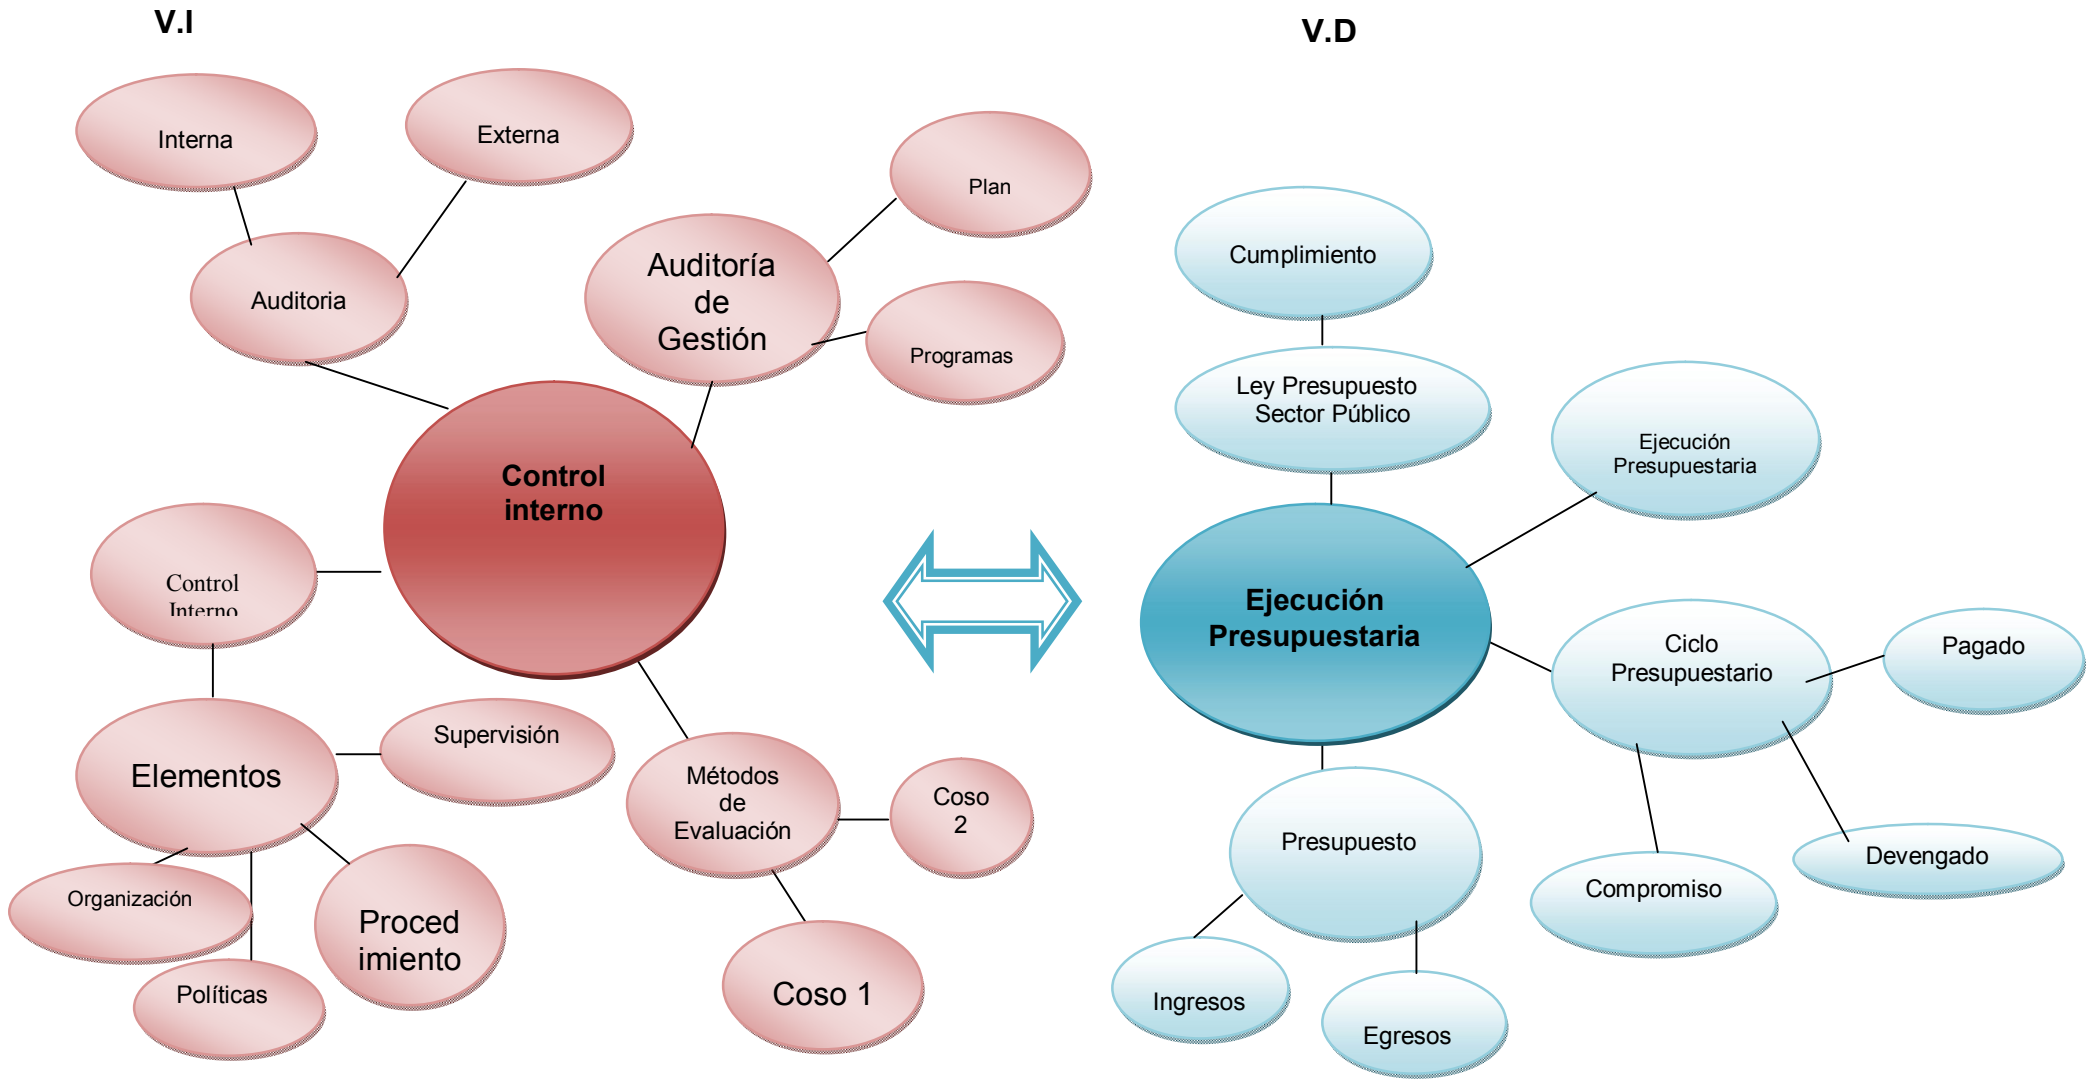 V.I
V.D
Interna
Externa
Plan
Auditoria
Auditoría
de
Gestión
Programas
Control
interno
Control
Interno
Elementos
Supervisión
Organización
Políticas
Proced
imiento
Métodos
de
Evaluación
Coso
2
Coso 1
Cumplimiento
Ley Presupuesto
Sector Público
Ejecución
Presupuestaria
Ejecución
Presupuestaria
Ciclo
Presupuestario
Pagado
Devengado
Compromiso
Presupuesto
Ingresos
Egresos